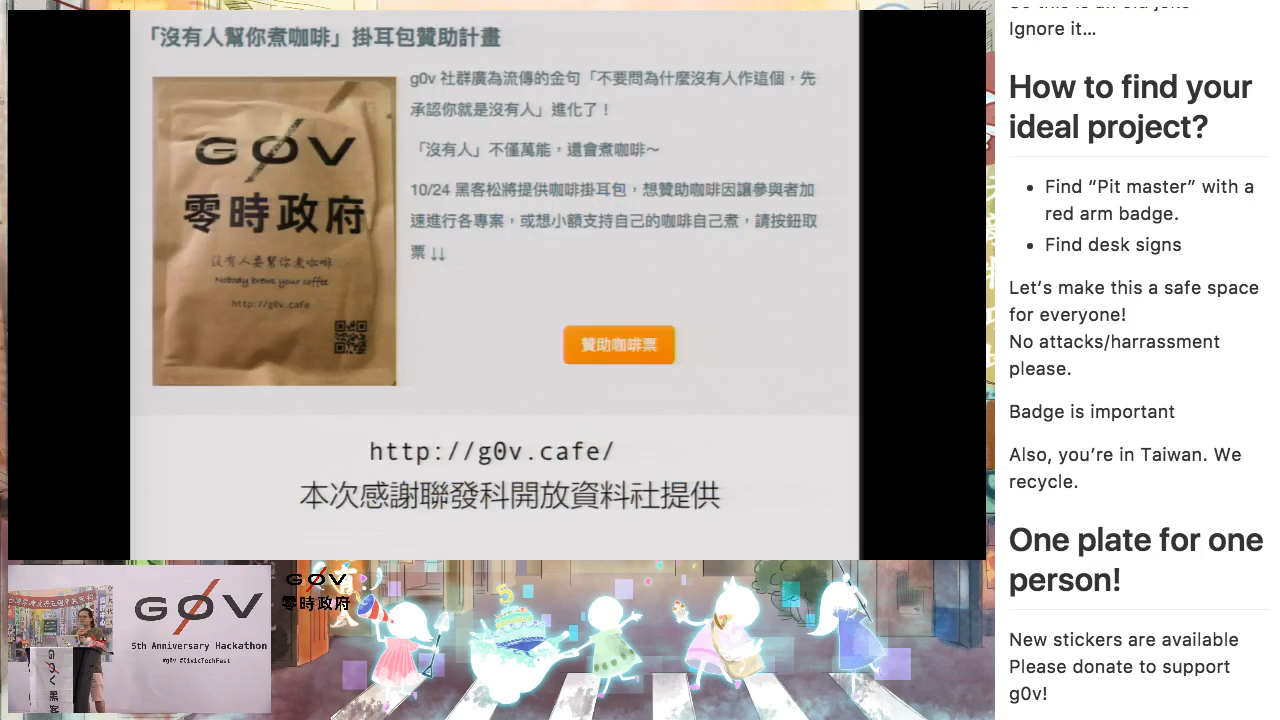 「沒有人幫你煮咖啡」掛耳包贊助計畫
g0v 社群廣為流傳的金句「不要問為什麼沒有人作這個，先
承認你就是沒有人」進化了！
「沒有人」不僅萬能，還會煮咖啡～
10/24 黑客松將提供咖啡掛耳包，想贊助咖啡因讓參與者加
速進行各專案，或想小額支持自己的咖啡自己煮，請按鈕取
票 ↓↓
贊助咖啡票
G0V
零時政府
沒有人要幫你煮咖啡
Nobody brews your coffee
http://g0v.cafe
http://g0v.cafe/
本次感謝聯發科開放資料社提供
G0V
5th Anniversary Hackathon
#g0v #CivicTechFest
黑客
G0V
零時政府
5
Ignore it…
How to find your
ideal project?
• Find “Pit master” with a
red arm badge.
• Find desk signs
Let’s make this a safe space
for everyone!
No attacks/harrassment
please.
Badge is important
Also, you’re in Taiwan. We
recycle.
One plate for one
person!
New stickers are available
Please donate to support
g0v!